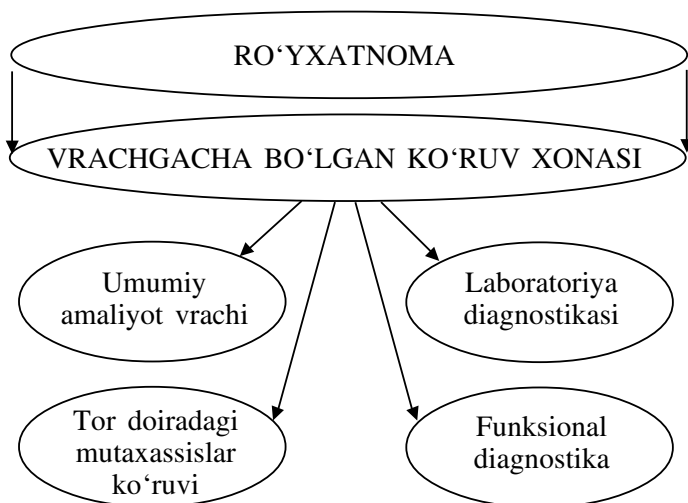 RO‘YXATNOMA
VRACHGACHA BO‘LGAN KO‘RUV XONASI
Umumiy
amaliyot vrachi
Laboratoriya
diagnostikasi
Tor doiradagi
mutaxassislar
ko‘ruvi
Funksional
diagnostika